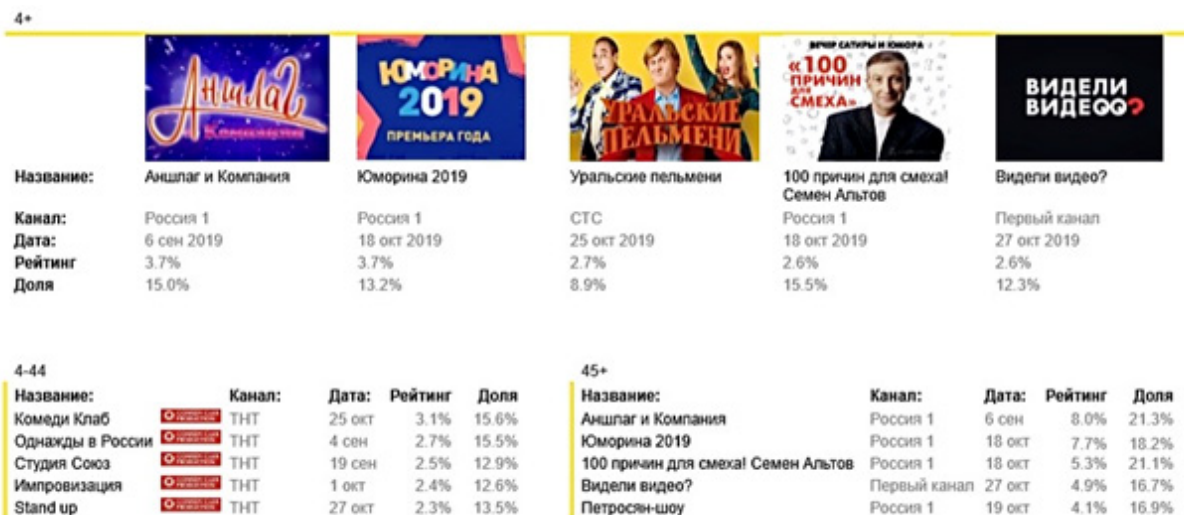 4+
Аншлаг
Компания
ЮМОРИНА
2019
ПРЕМЬЕРА ГОДА
УРАЛЬСКИЕ
ПЕЛЬМЕНИ
ВЕЧЕР САТИРЫ И ЮМОРА
«100
ПРИЧИН
ДЛЯ
СМЕХА»
ВИДЕЛИ
ВИДЕО?
Название: Аншлаг и Компания Юморина 2019 Уральские пельмени 100 причин для смеха! Видели видео?
Семен Альтов
Канал: Россия 1 Россия 1 СТС Россия 1 Первый канал
Дата: 6 сен 2019 18 окт 2019 25 окт 2019 18 окт 2019 27 окт 2019
Рейтинг 3.7% 3.7% 2.7% 2.6% 2.6%
Доля 15.0% 13.2% 8.9% 15.5% 12.3%
4-44
Название: Канал: Дата: Рейтинг Доля
Комеди Клаб ТНТ 25 окт 3.1% 15.6%
Однажды в России ТНТ 4 сен 2.7% 15.5%
Студия Союз ТНТ 19 сен 2.5% 12.9%
Импровизация ТНТ 1 окт 2.4% 12.6%
Stand up ТНТ 27 окт 2.3% 13.5%
45+
Название: Канал: Дата: Рейтинг Доля
Аншлаг и Компания Россия 1 6 сен 8.0% 21.3%
Юморина 2019 Россия 1 18 окт 7.7% 18.2%
100 причин для смеха! Семен Альтов Россия 1 18 окт 5.3% 21.1%
Видели видео? Первый канал 27 окт 4.9% 16.7%
Петросян-шоу Россия 1 19 окт 4.1% 16.9%